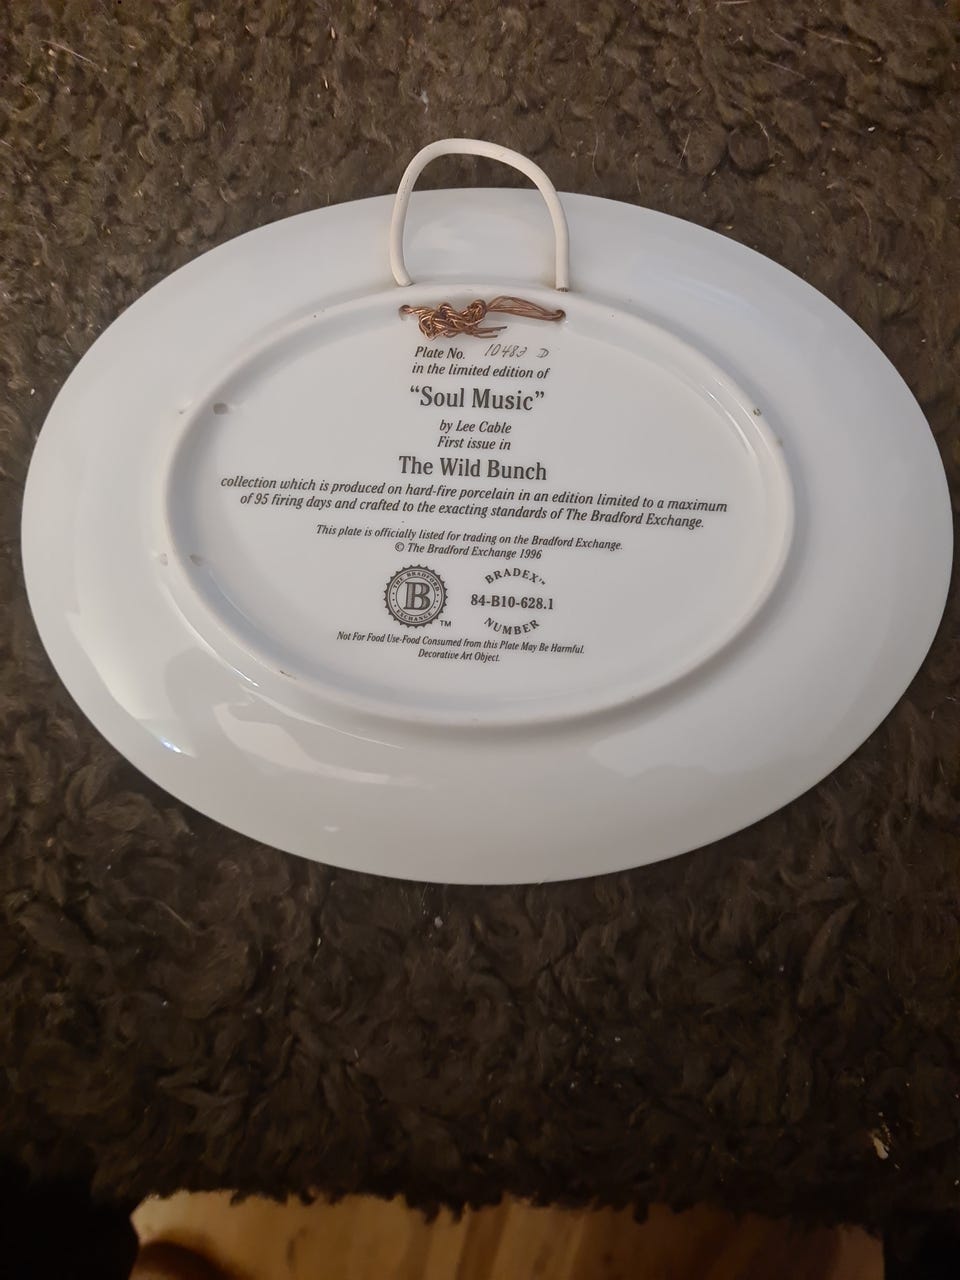 Plate No. 10483 D
in the limited edition of
“Soul Music”
by Lee Cable
First issue in
The Wild Bunch
collection which is produced on hard-fire porcelain in an edition limited to a maximum
of 95 firing days and crafted to the exacting standards of The Bradford Exchange.
This plate is officially listed for trading on the Bradford Exchange.
© The Bradford Exchange 1996
THE BRADFORD
B
EXCHANGE
TM
BRADEX™
84-B10-628.1
NUMBER
Not For Food Use-Food Consumed from this Plate May Be Harmful.
Decorative Art Object.